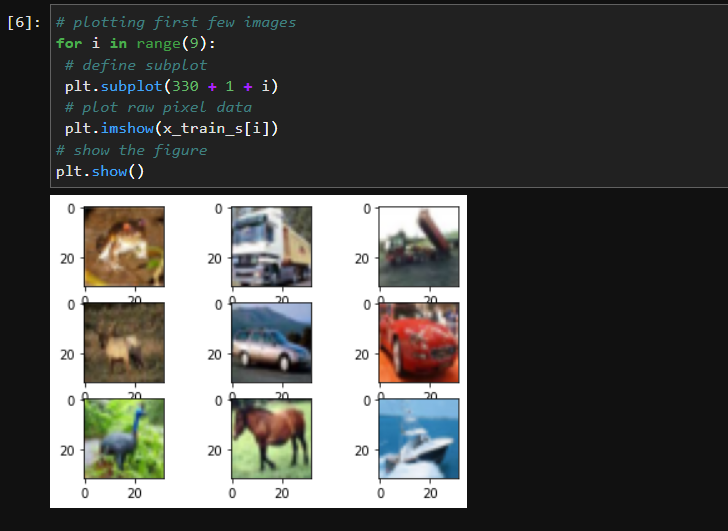 [6]: # plotting first few images
for i in range(9):
 # define subplot
 plt.subplot(330 + 1 + i)
 # plot raw pixel data
 plt.imshow(x_train_s[i])
# show the figure
plt.show()
0 0 0
20 20 20
0 20 0 20 0 20
0 0 0
20 20 20
0 20 0 20 0 20
0 0 0
20 20 20
0 20 0 20 0 20